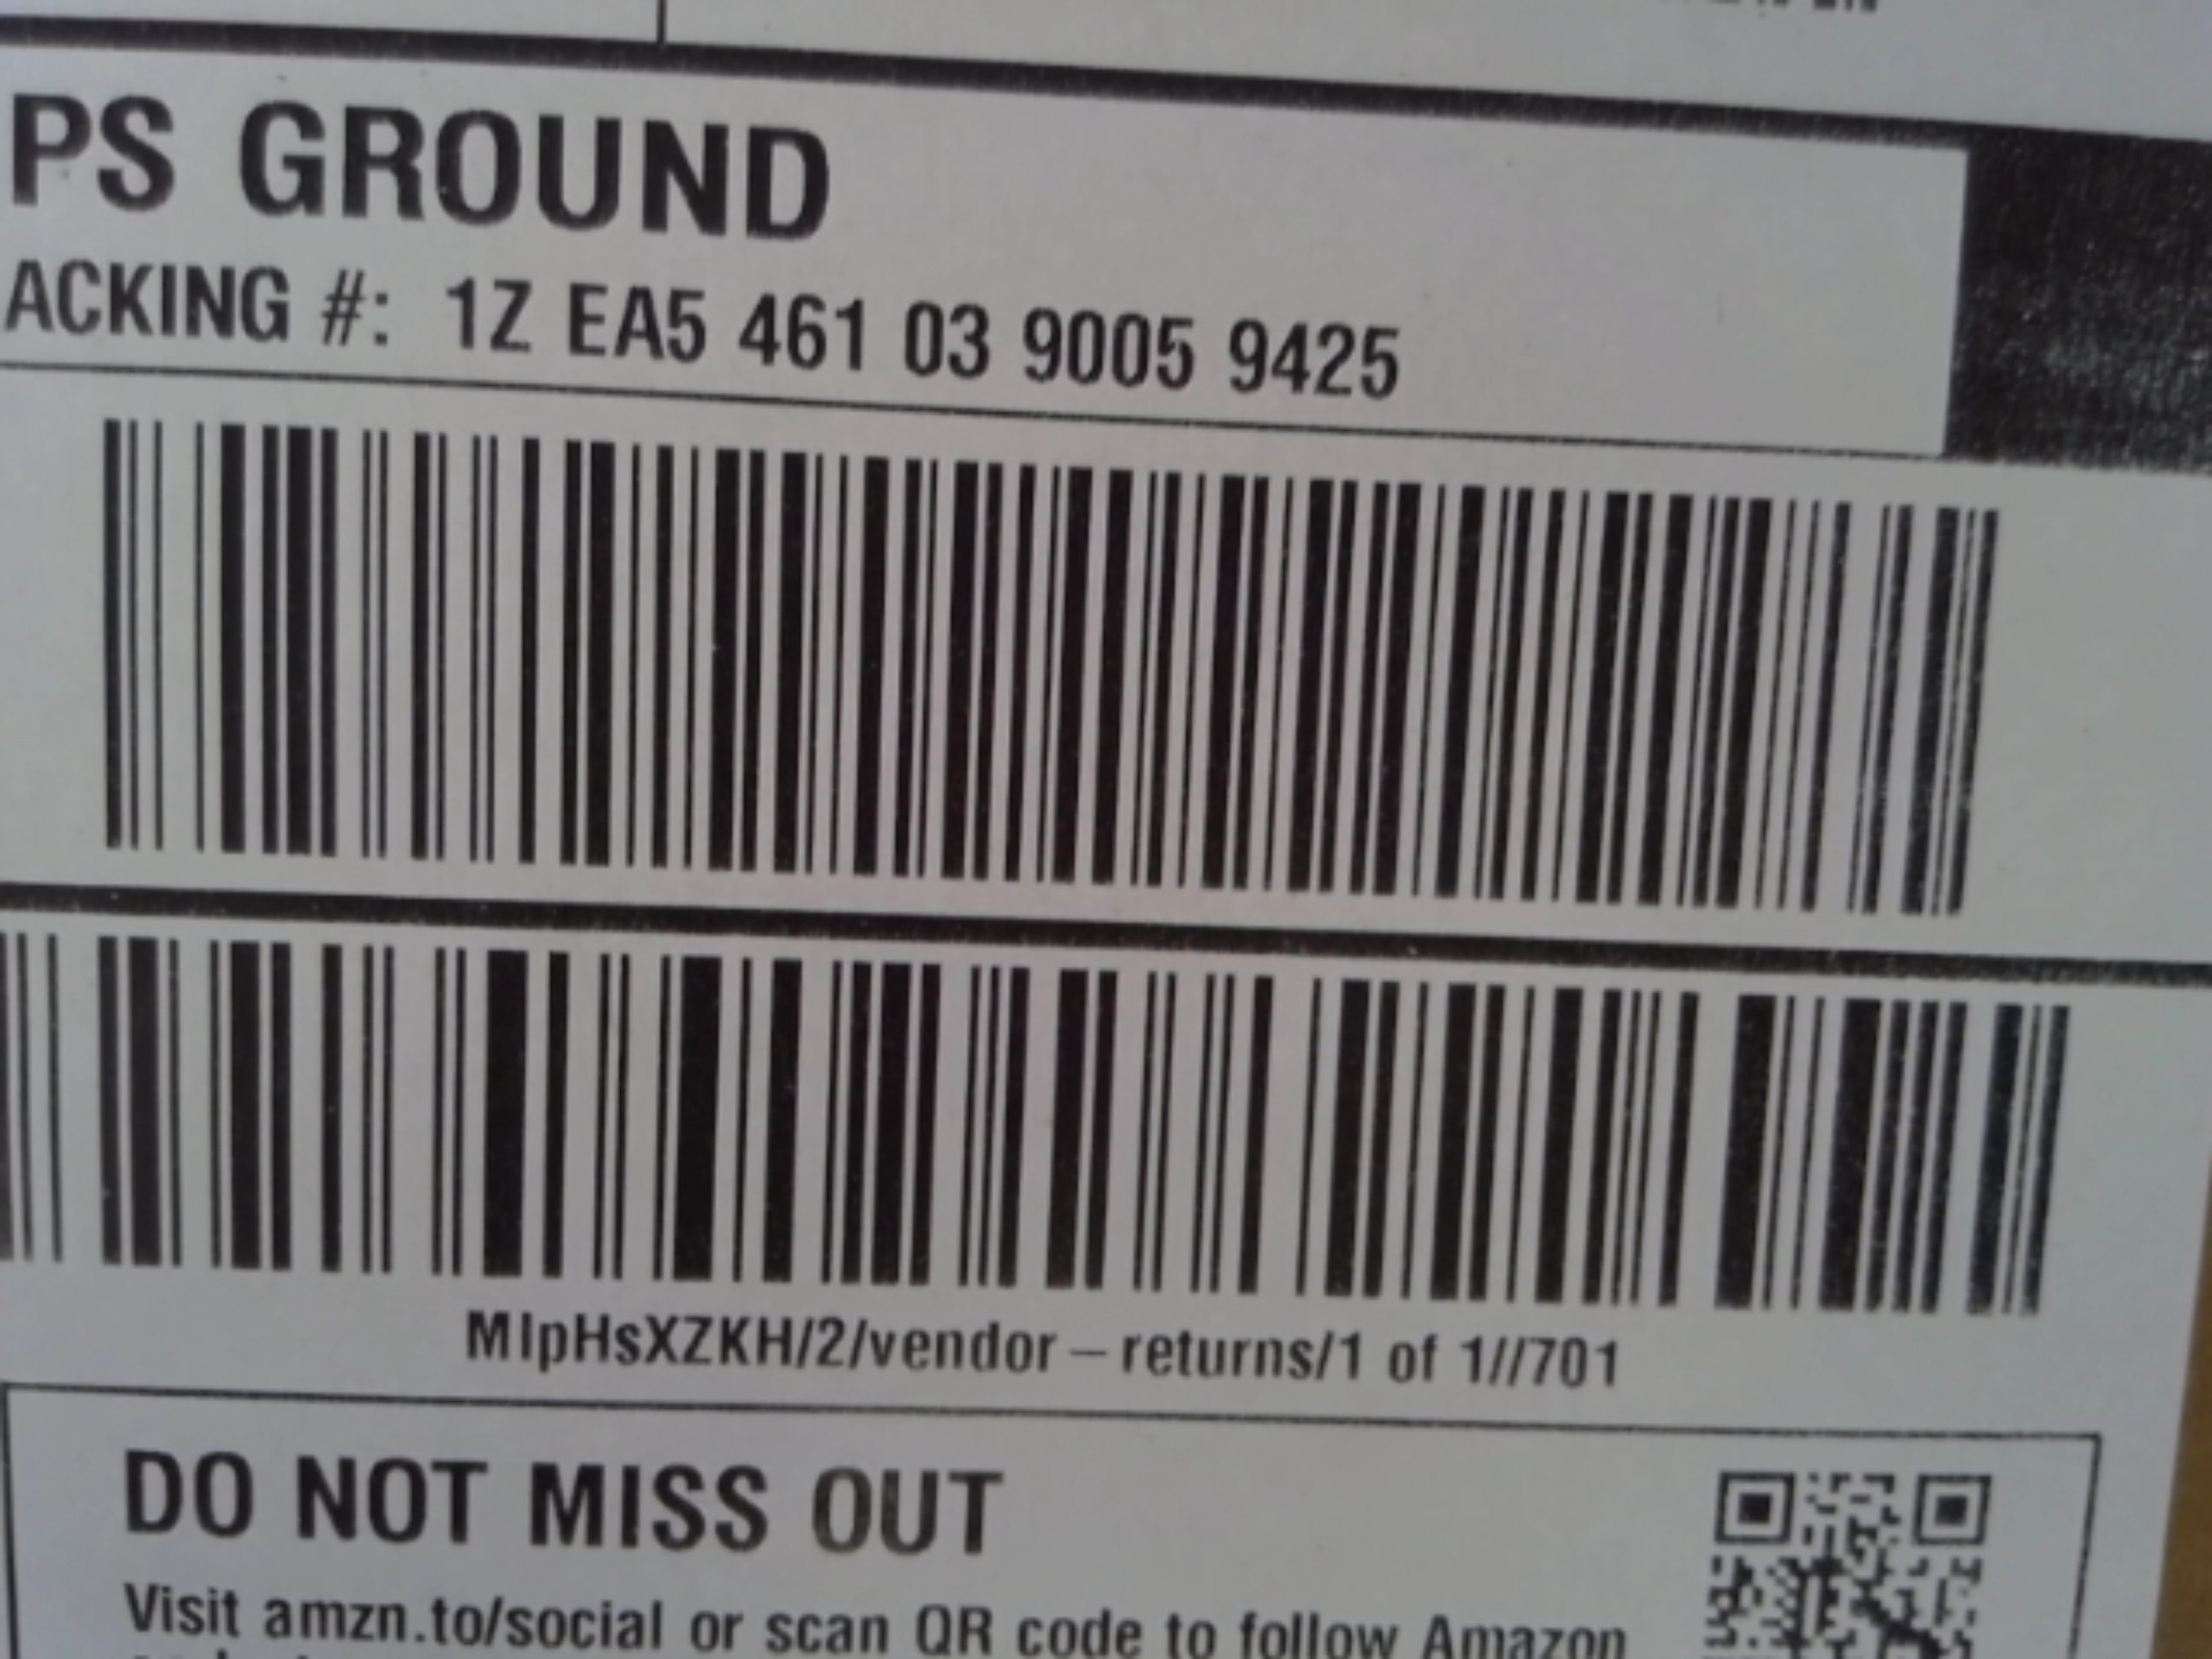 PS GROUND
ACKING #: 1Z EA5 461 03 9005 9425
MIpHsXZKH/2/vendor – returns/1 of 1//701
DO NOT MISS OUT
Visit amzn.to/social or scan QR code to follow Amazon